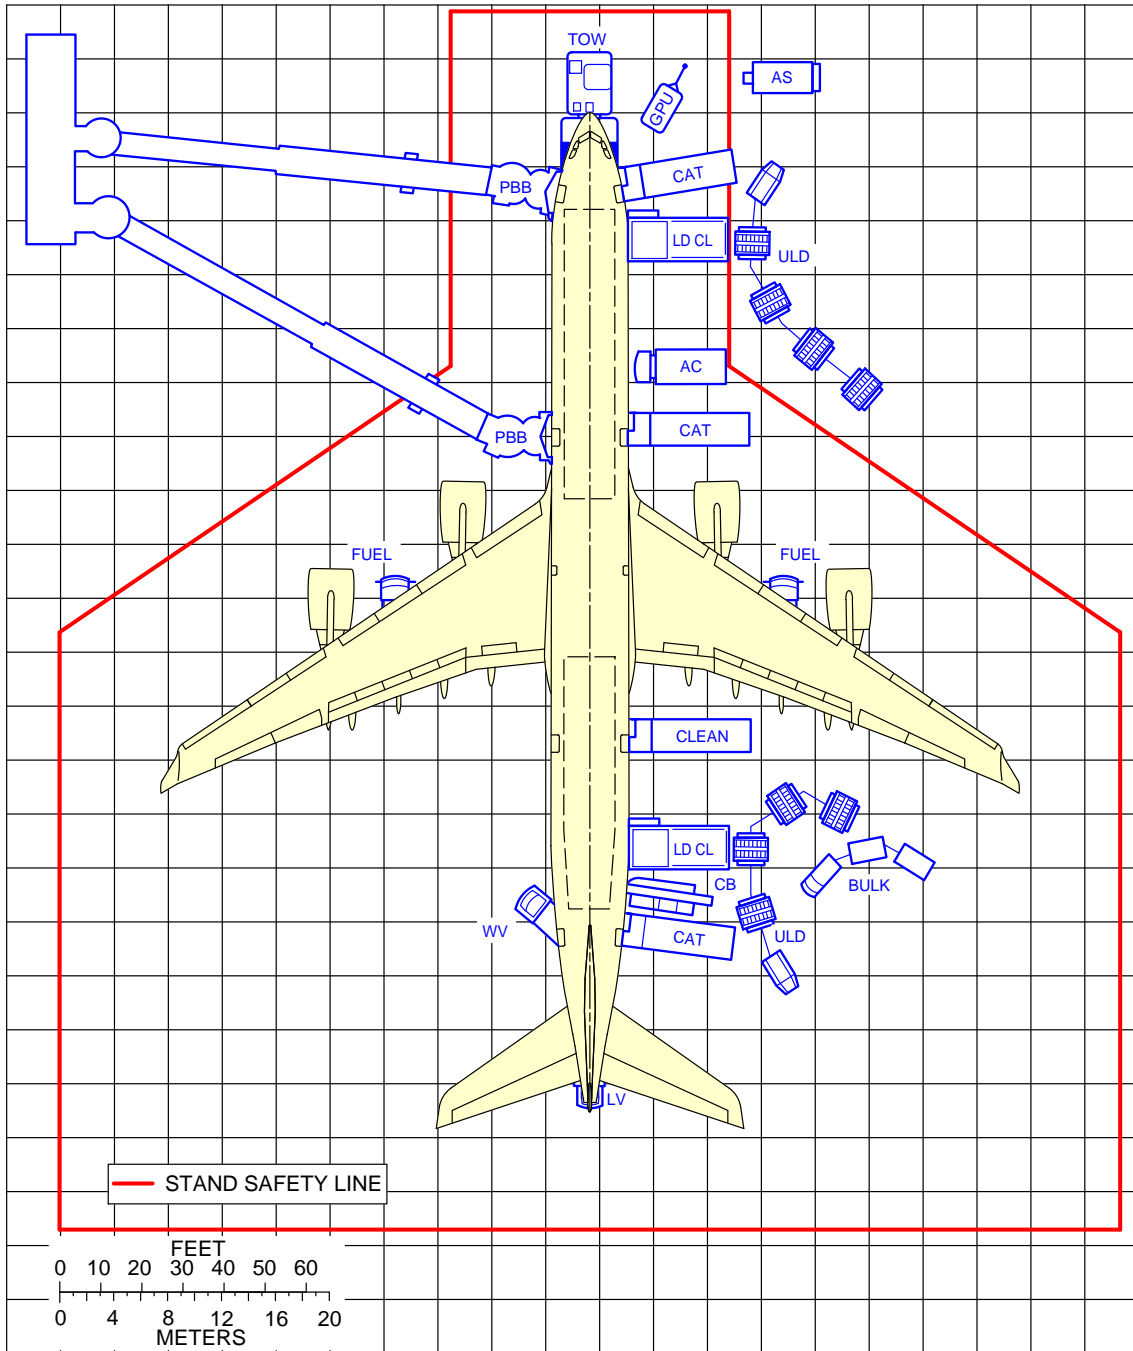 TOW
AS
GPU
PBB
CAT
LD CL
ULD
AC
PBB
CAT
FUEL
FUEL
CLEAN
LD CL
CB
BULK
WV
CAT
ULD
LV
STAND SAFETY LINE
FEET
0 10 20 30 40 50 60
0 4 8 12 16 20
METERS